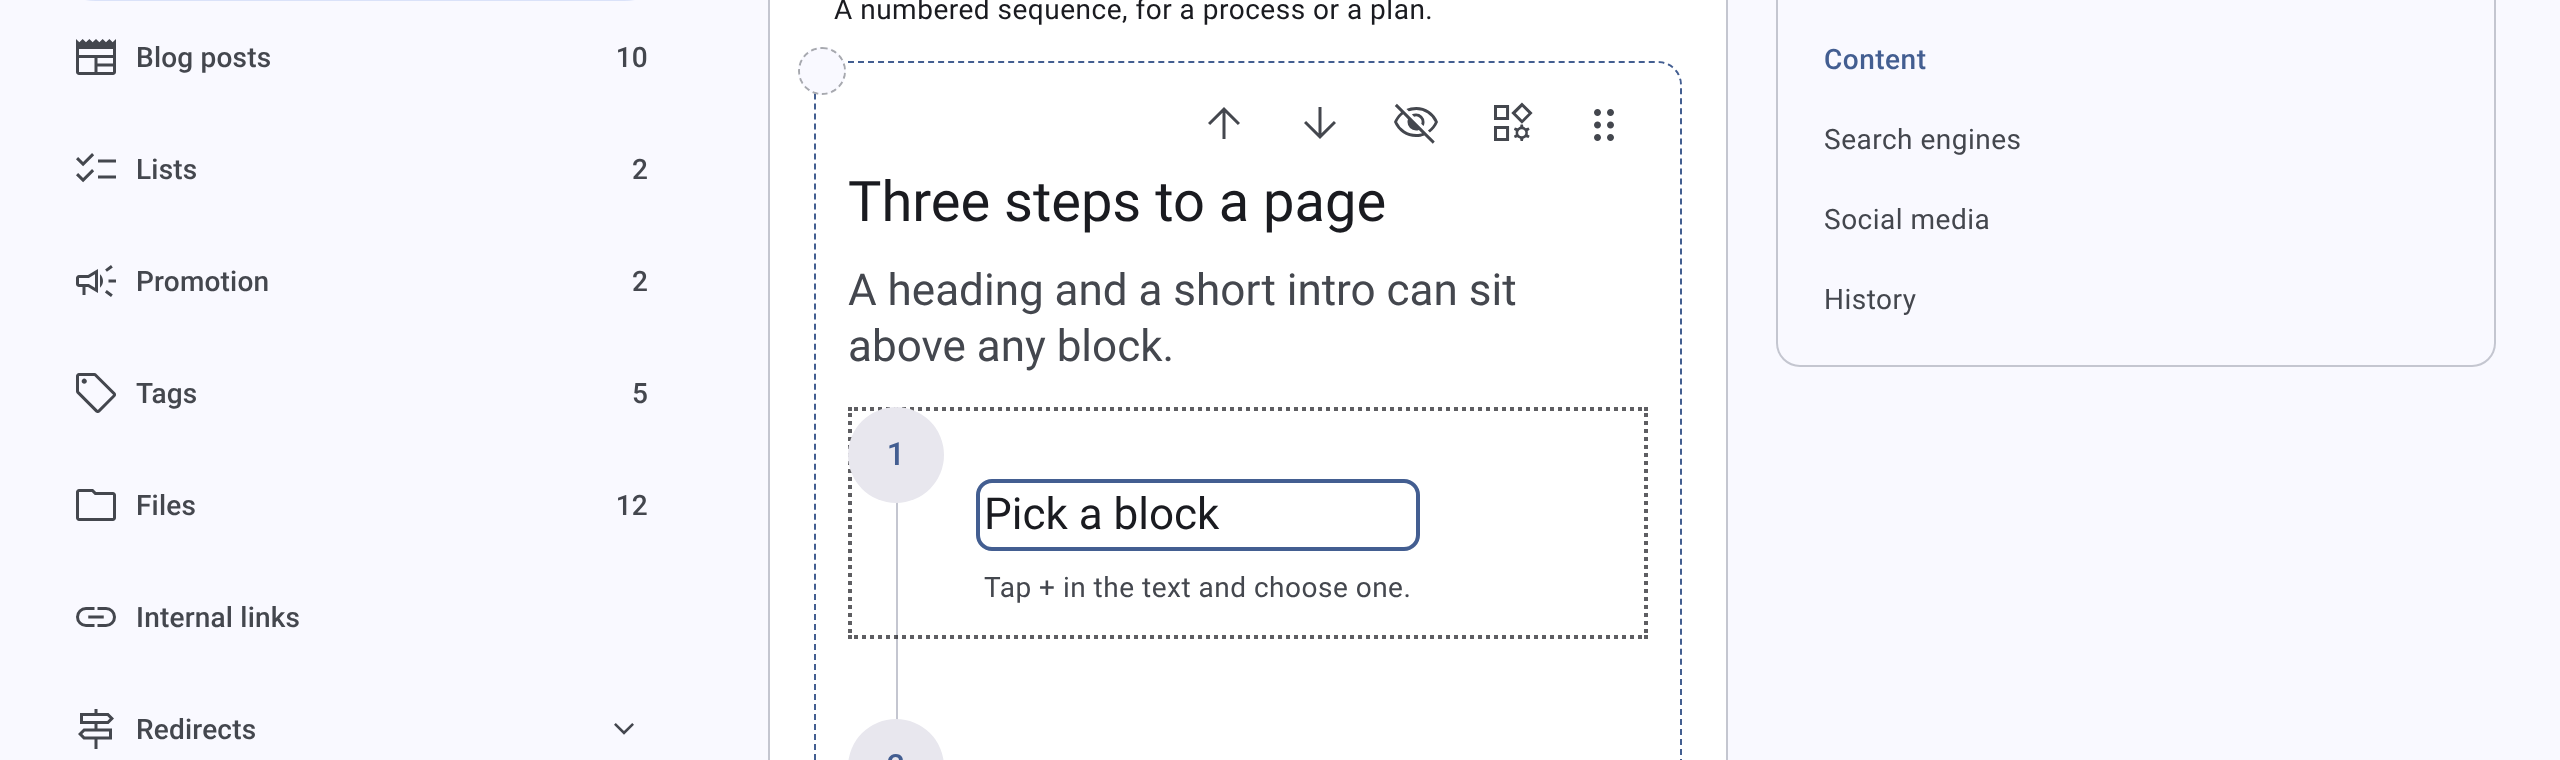 Blog posts 10
Lists 2
Promotion 2
Tags 5
Files 12
Internal links
Redirects
A numbered sequence, for a process or a plan.
Three steps to a page
A heading and a short intro can sit
above any block.
1
Pick a block
Tap + in the text and choose one.
Content
Search engines
Social media
History